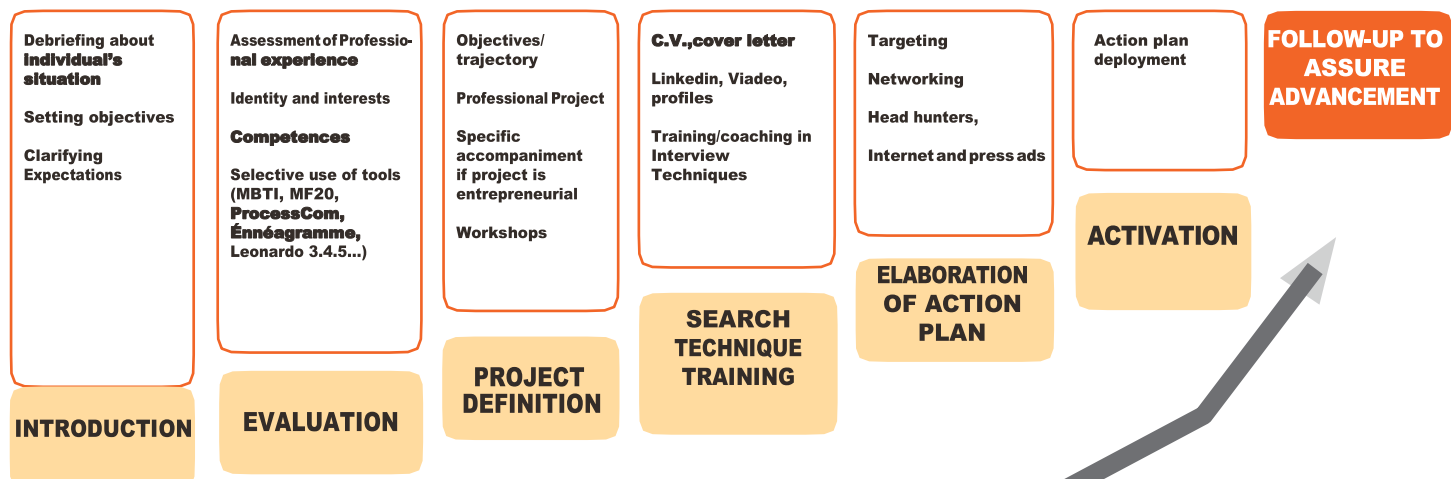 Debriefing about
individual's
situation
Setting objectives
Clarifying
Expectations
INTRODUCTION
Assessment of Professio-
nal experience
Identity and interests
Competences
Selective use of tools
(MBTI, MF20,
ProcessCom,
Énnéagramme,
Leonardo 3.4.5...)
EVALUATION
Objectives/
trajectory
Professional Project
Specific
accompaniment
if project is
entrepreneurial
Workshops
PROJECT
DEFINITION
C.V.,cover letter
Linkedin, Viadeo,
profiles
Training/coaching in
Interview
Techniques
SEARCH
TECHNIQUE
TRAINING
Targeting
Networking
Head hunters,
Internet and press ads
ELABORATION
OF ACTION
PLAN
Action plan
deployment
ACTIVATION
FOLLOW-UP TO
ASSURE
ADVANCEMENT